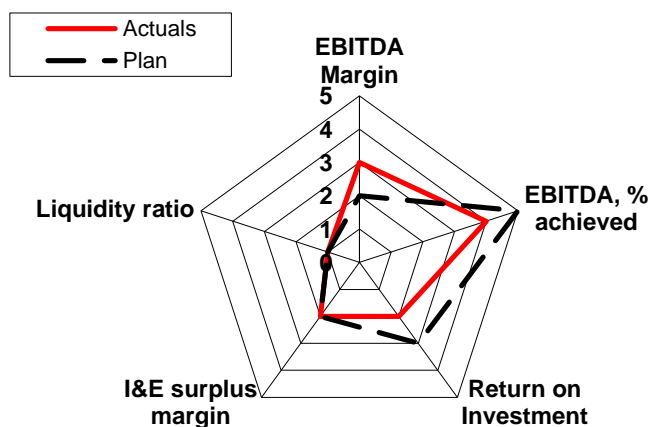 Actuals
Plan
EBITDA
Margin
5
4
3
2
1
0
EBITDA, %
achieved
Liquidity ratio
I&E surplus
margin
Return on
Investment